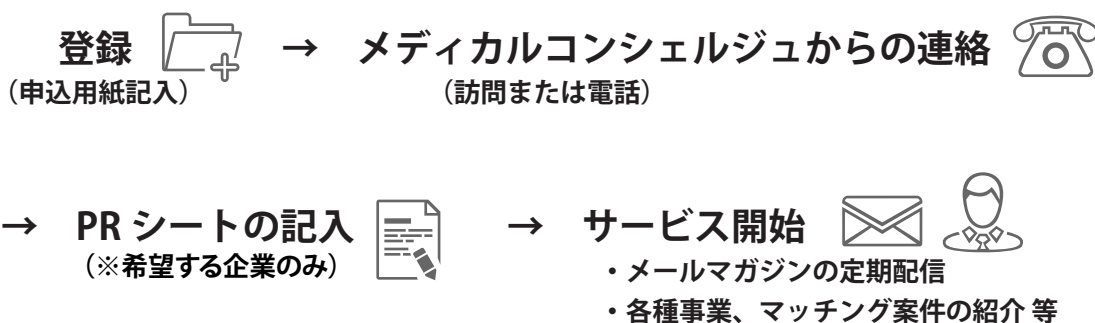 登録 → メディカルコンシェルジュからの連絡
（申込用紙記入） （訪問または電話）
→ PR シートの記入 → サービス開始
（※希望する企業のみ）
・メールマガジンの定期配信
・各種事業、マッチング案件の紹介 等